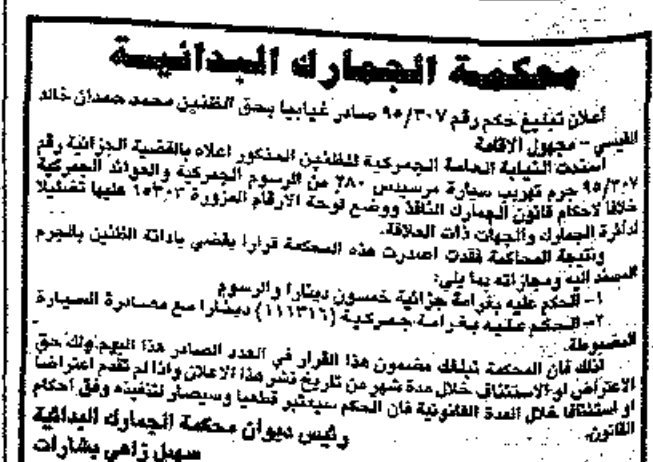 محكمة الجمارك البدائية
أعلان تبليغ حكم رقم ٩٥/٣٠٧ صادر غيابيا بحق الظنين محمد حمدان خالد
القيسي - مجهول الاقامة
اسندت النيابة العامة الجمركية للظنين المذكور اعلاه بالقضية الجزائية رقم
٩٥/٣٠٧ جرم تهريب سيارة مرسيدس ٢٨٠ من الرسوم الجمركية والعوائد الجمركية
خلافا لاحكام قانون الجمارك النافذ ووضع لوحة الارقام المزورة ١٥٣٠٣ عليها تضليلا
لدائرة الجمارك والجهات ذات العلاقة.
ونتيجة المحاكمة فقدت اصدرت هذه المحكمة قرارا يقضي بادانة الظنين بالجرم
المسند اليه ومجازاته بما يلي:
١- الحكم عليه بغرامة جزائية خمسون دينارا والرسوم
٢- الحكم عليه بغرامة جمركية (١١١٣١٦) دينارا مع مصادرة السيارة
المضبوطة.
لذلك فان المحكمة تبلغك مضمون هذا القرار في العدد الصادر هذا اليوم ولك حق
الاعتراض او الاستئناف خلال مدة شهر من تاريخ نشر هذا الاعلان واذا لم تقدم اعتراضا
او استئنافا خلال المدة القانونية فان الحكم سيعتبر قطعيا وسيصار لتنفيذه وفق احكام
القانون.
رئيس ديوان محكمة الجمارك البدائية
سهيل زاهي بشارات